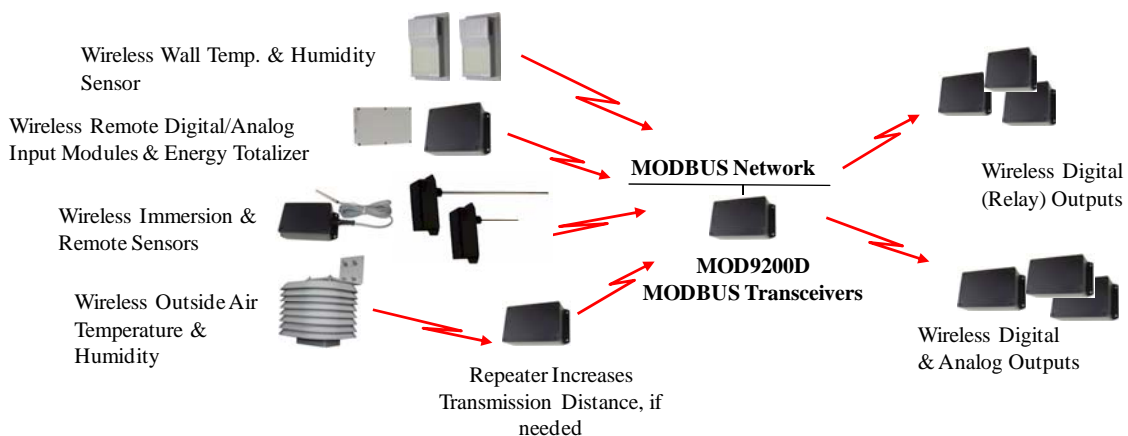 Wireless Wall Temp. & Humidity
Sensor
Wireless Remote Digital/Analog
Input Modules & Energy Totalizer
Wireless Immersion &
Remote Sensors
Wireless Outside Air
Temperature &
Humidity
Repeater Increases
Transmission Distance, if
needed
MODBUS Network
MOD9200D
MODBUS Transceivers
Wireless Digital
(Relay) Outputs
Wireless Digital
& Analog Outputs